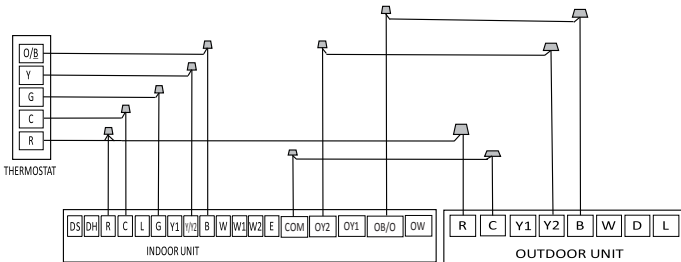 O/B
Y
G
C
R
THERMOSTAT
DS DH R C L G Y1 Y/Y2 B W W1 W2 E COM OY2 OY1 OB/O OW
INDOOR UNIT
R C Y1 Y2 B W D L
OUTDOOR UNIT